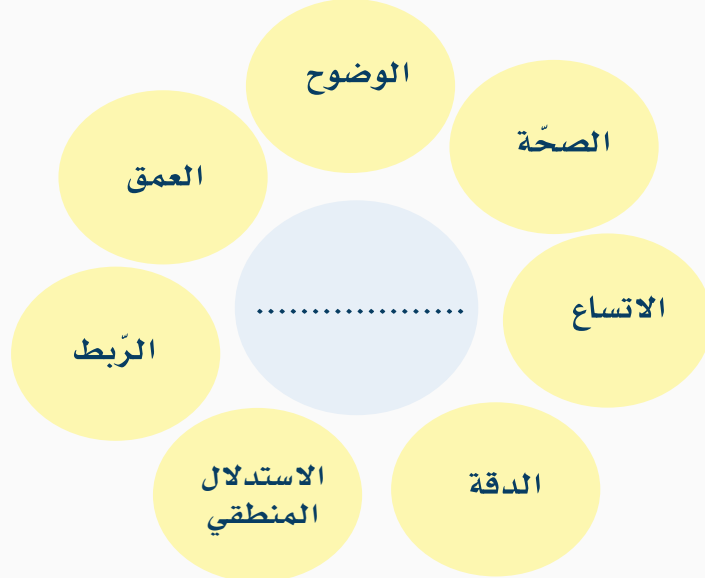 الوضوح
الصحّة
العمق
الاتساع
....................
الرّبط
الدقة
الاستدلال
المنطقي